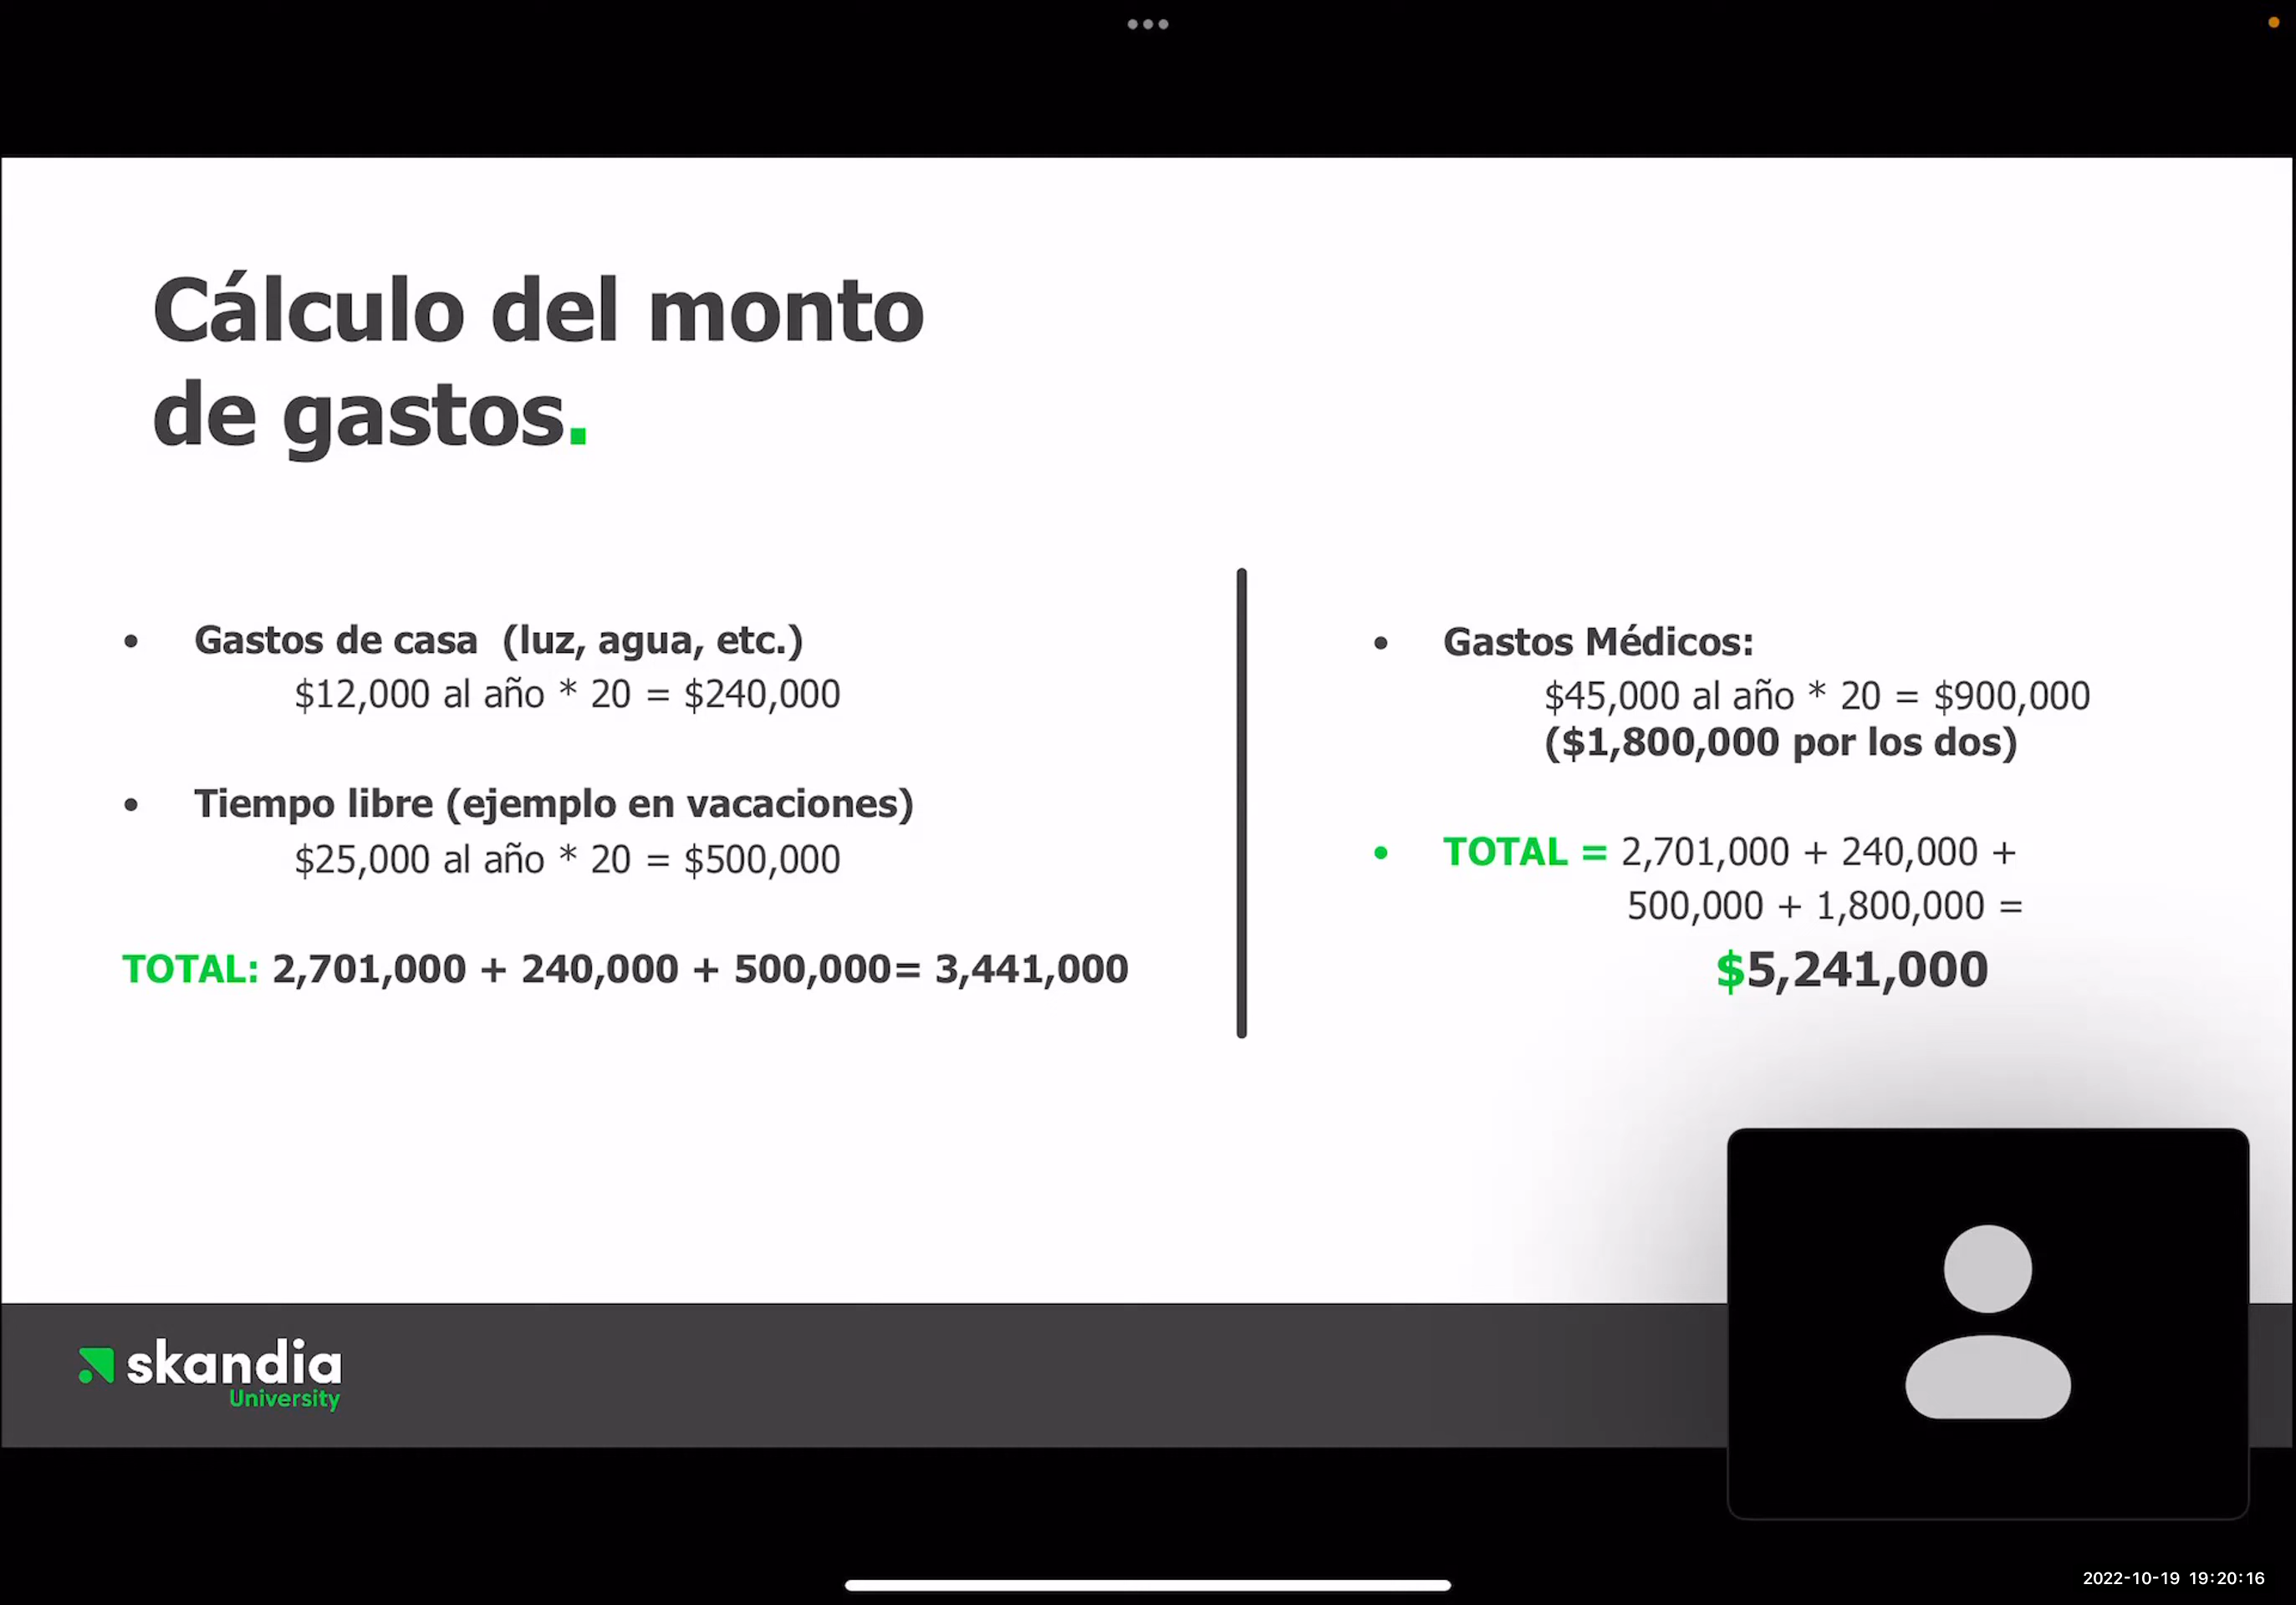 Cálculo del monto
de gastos.
• Gastos de casa (luz, agua, etc.)
$12,000 al año * 20 = $240,000
• Tiempo libre (ejemplo en vacaciones)
$25,000 al año * 20 = $500,000
TOTAL: 2,701,000 + 240,000 + 500,000= 3,441,000
• Gastos Médicos:
$45,000 al año * 20 = $900,000
($1,800,000 por los dos)
• TOTAL = 2,701,000 + 240,000 +
500,000 + 1,800,000 =
$5,241,000
skandia
University
2022-10-19 19:20:16